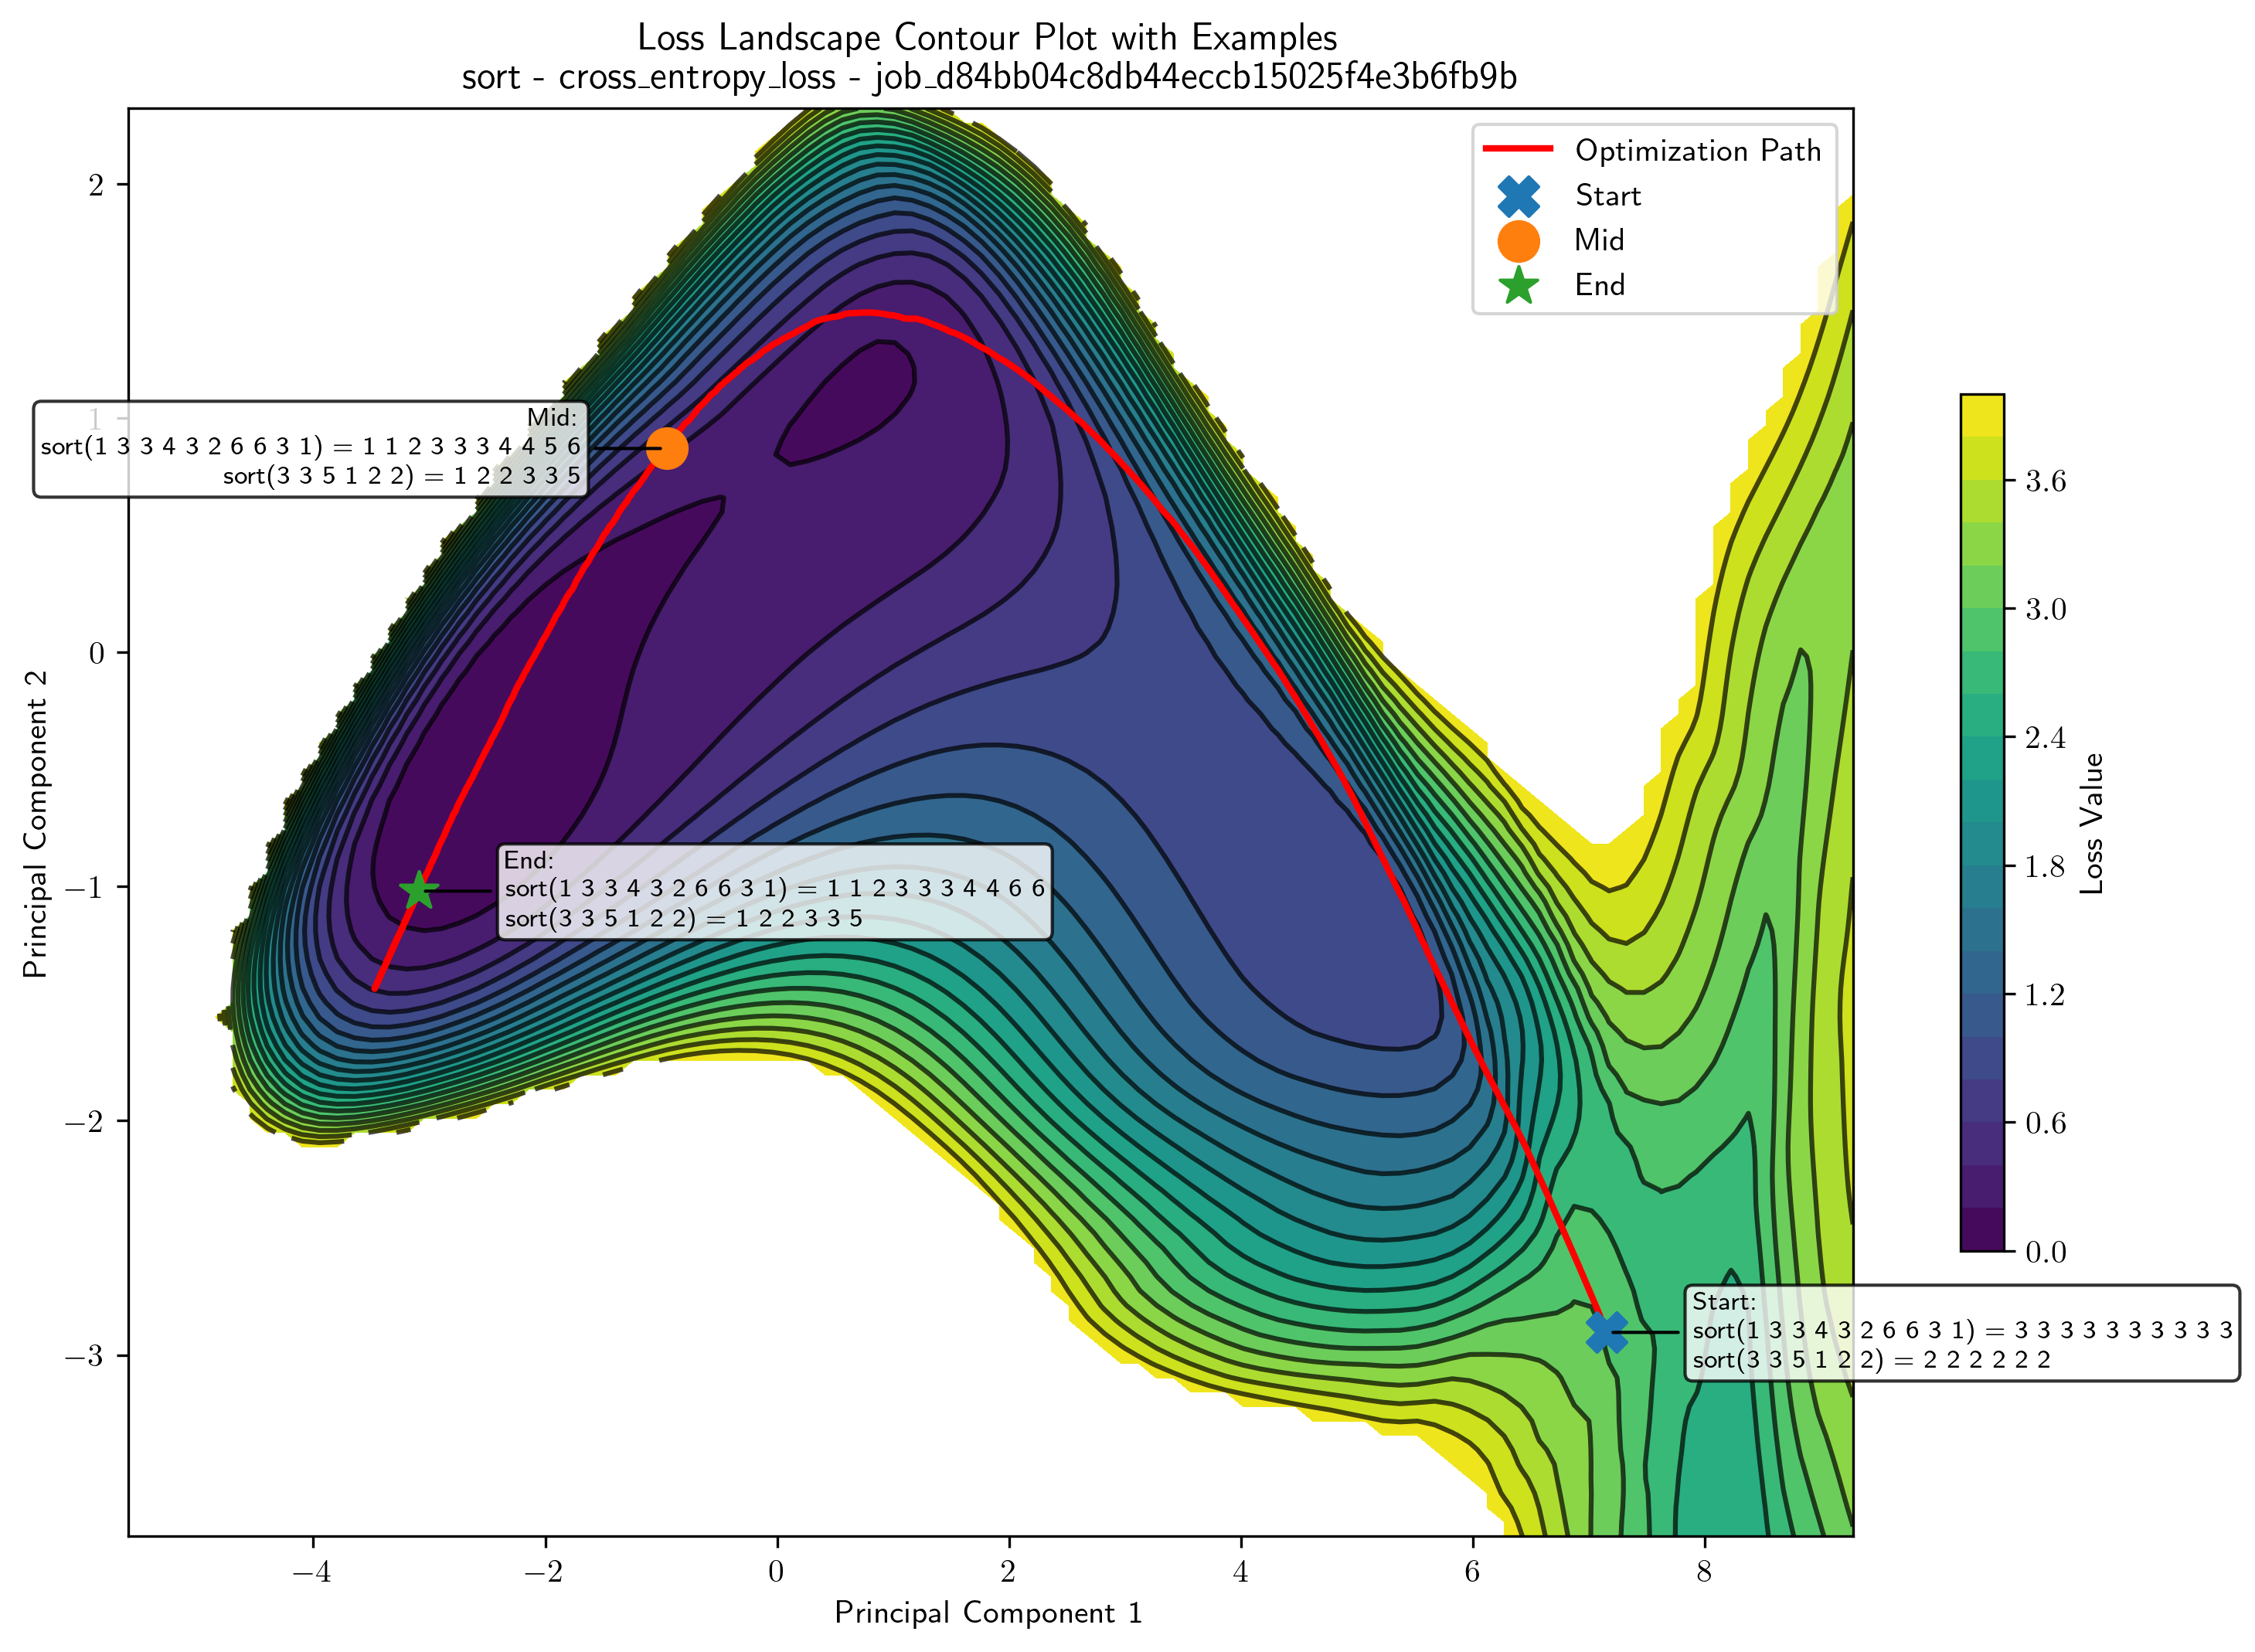 Loss Landscape Contour Plot with Examples
sort - cross_entropy_loss - job_d84bb04c8db44eccb15025f4e3b6fb9b
Optimization Path
Start
Mid
End
Mid:
sort(1 3 3 4 3 2 6 6 3 1) = 1 1 2 3 3 3 4 4 5 6
sort(3 3 5 1 2 2) = 1 2 2 3 3 5
End:
sort(1 3 3 4 3 2 6 6 3 1) = 1 1 2 3 3 3 4 4 6 6
sort(3 3 5 1 2 2) = 1 2 2 3 3 5
Start:
sort(1 3 3 4 3 2 6 6 3 1) = 3 3 3 3 3 3 3 3 3 3
sort(3 3 5 1 2 2) = 2 2 2 2 2 2
2
1
0
−1
−2
−3
Principal Component 2
−4
−2
0
2
4
6
8
Principal Component 1
3.6
3.0
2.4
1.8
1.2
0.6
0.0
Loss Value